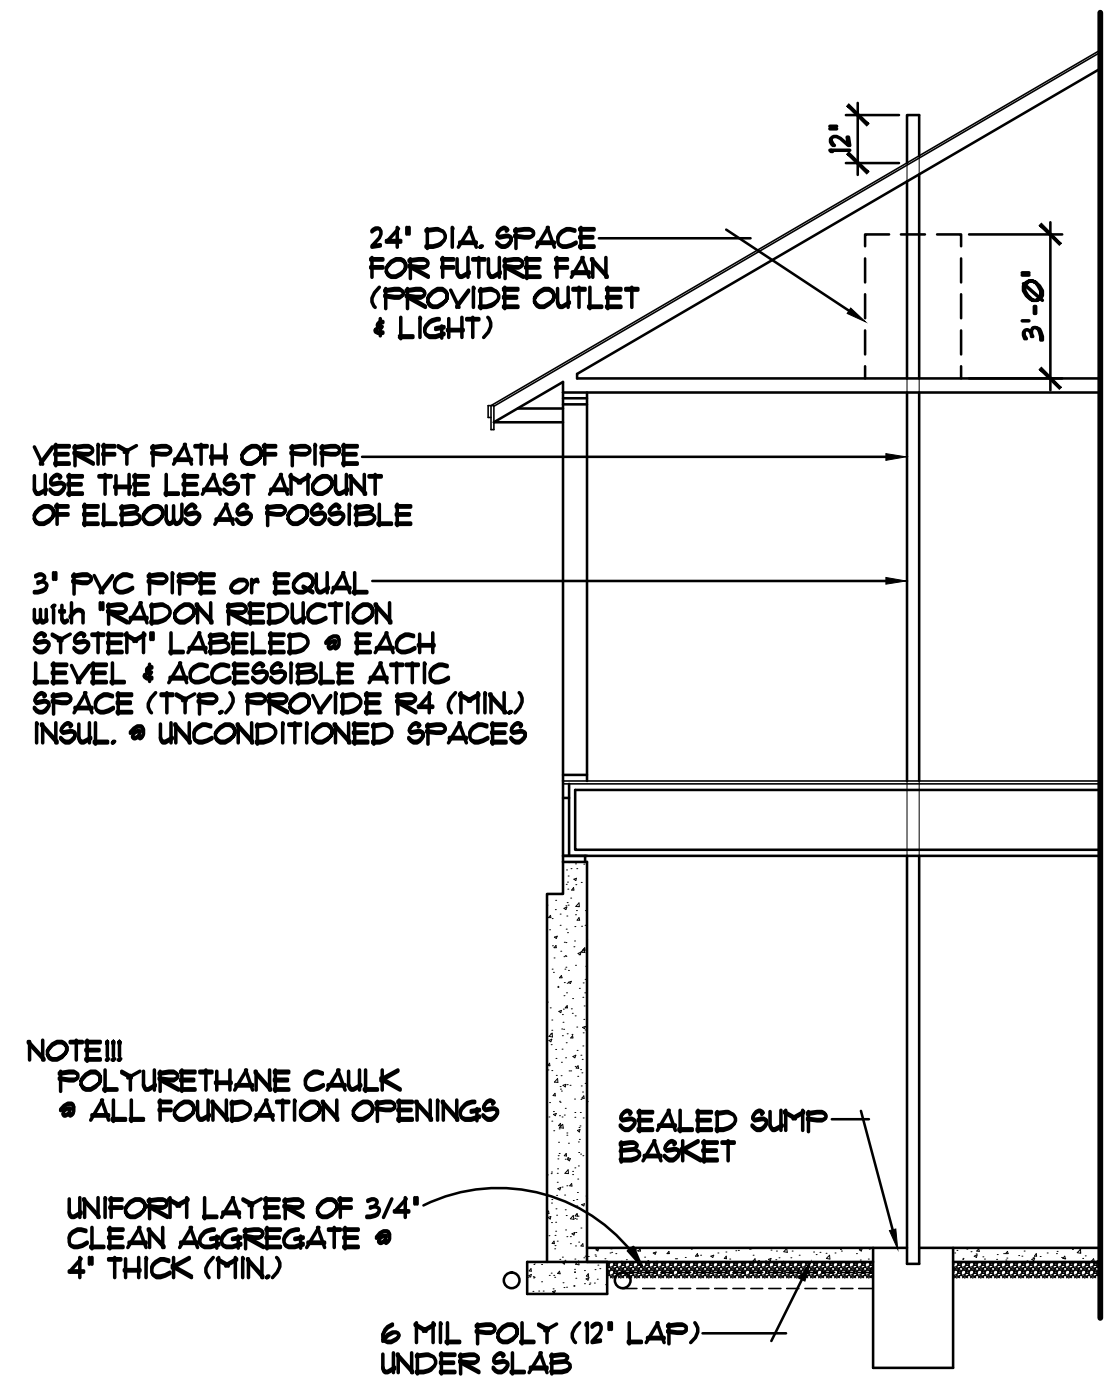 12"
24" DIA. SPACE
FOR FUTURE FAN
(PROVIDE OUTLET
& LIGHT)
3'-0"
VERIFY PATH OF PIPE
USE THE LEAST AMOUNT
OF ELBOWS AS POSSIBLE
3" PVC PIPE or EQUAL
with "RADON REDUCTION
SYSTEM" LABELED @ EACH
LEVEL & ACCESSIBLE ATTIC
SPACE (TYP.) PROVIDE R4 (MIN.)
INSUL. @ UNCONDITIONED SPACES
NOTE!!!
POLYURETHANE CAULK
@ ALL FOUNDATION OPENINGS
SEALED SUMP
BASKET
UNIFORM LAYER OF 3/4"
CLEAN AGGREGATE @
4" THICK (MIN.)
6 MIL POLY (12" LAP)
UNDER SLAB